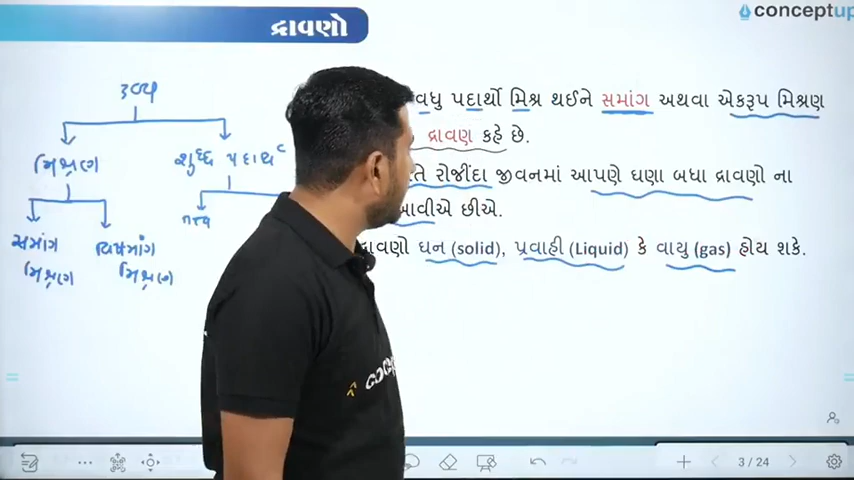 દ્રાવણો
conceptup
દ્રવ્ય
મિશ્રણ
શુદ્ધ પદાર્થ
તત્વ
સમાંગ
મિશ્રણ
વિષમાંગ
મિશ્રણ
વધુ પદાર્થો મિશ્ર થઈને સમાંગ અથવા એકરૂપ મિશ્રણ
દ્રાવણ કહે છે.
રોજીંદા જીવનમાં આપણે ઘણા બધા દ્રાવણો ના
આવીએ છીએ.
દ્રાવણો ઘન (solid), પ્રવાહી (Liquid) કે વાયુ (gas) હોય શકે.
3 / 24